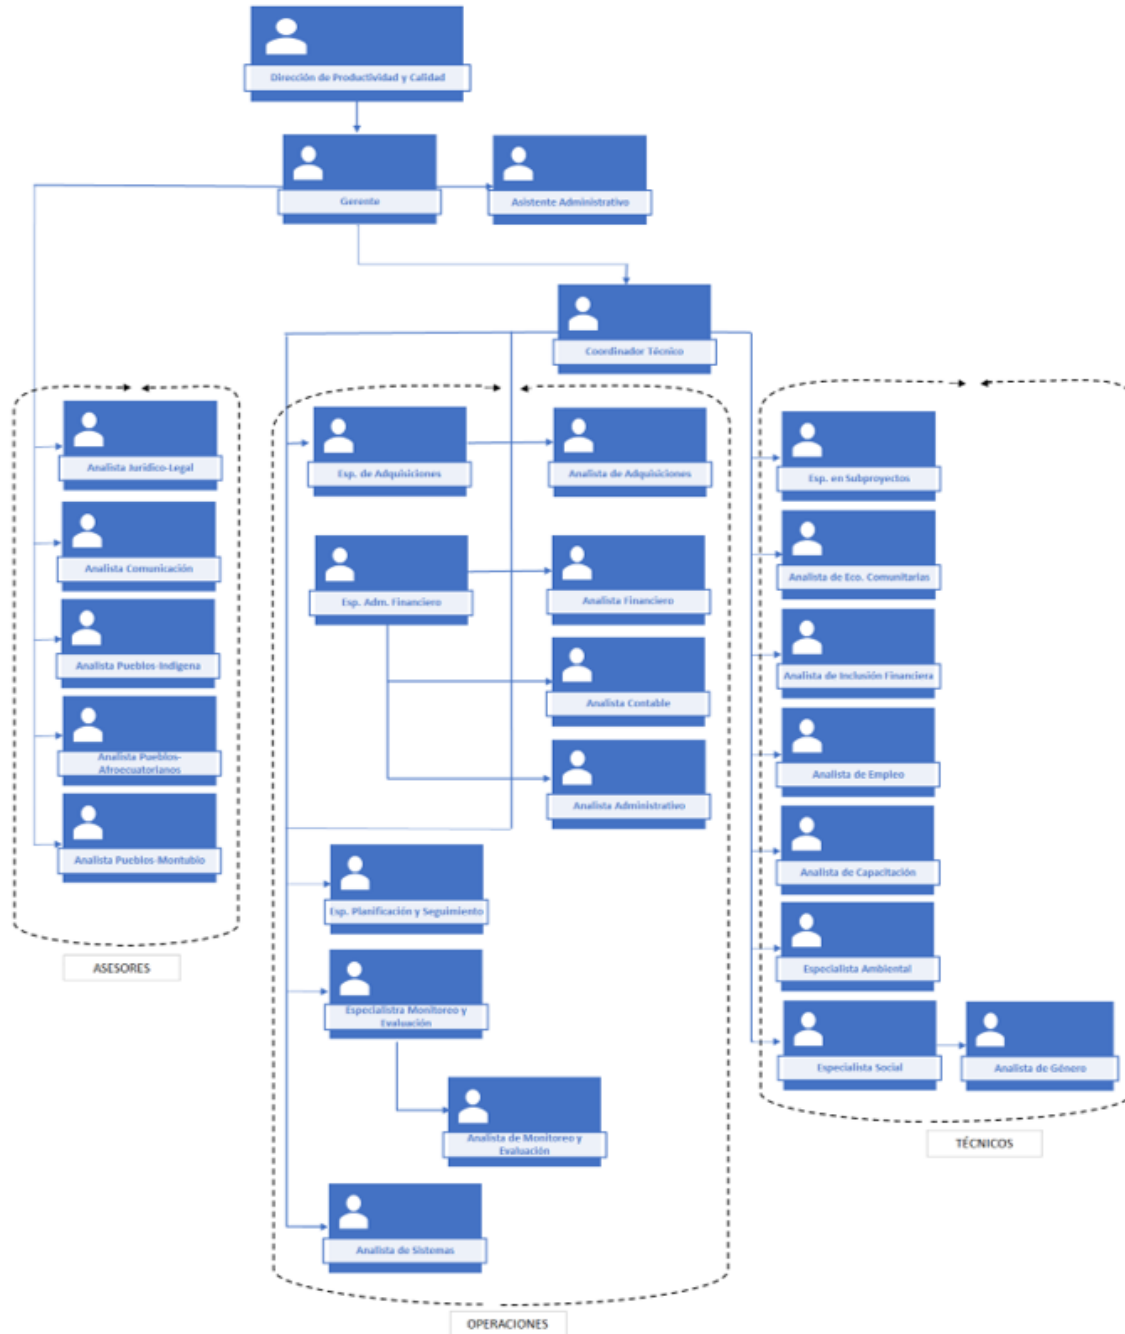 Dirección de Productividad y Calidad
Gerente
Asistente Administrativo
Coordinador Técnico
Analista Jurídico-Legal
Analista Comunicación
Analista Pueblos-Indígena
Analista Pueblos-
Afroecuatorianos
Analista Pueblos-Montubio
ASESORES
Esp. de Adquisiciones
Analista de Adquisiciones
Esp. Adm. Financiero
Analista Financiero
Analista Contable
Analista Administrativo
Esp. Planificación y Seguimiento
Especialistra Monitoreo y
Evaluación
Analista de Monitoreo y
Evaluación
Analista de Sistemas
OPERACIONES
Esp. en Subproyectos
Analista de Eco. Comunitarias
Analista de Inclusión Financiera
Analista de Empleo
Analista de Capacitación
Especialista Ambiental
Especialista Social
Analista de Género
TÉCNICOS